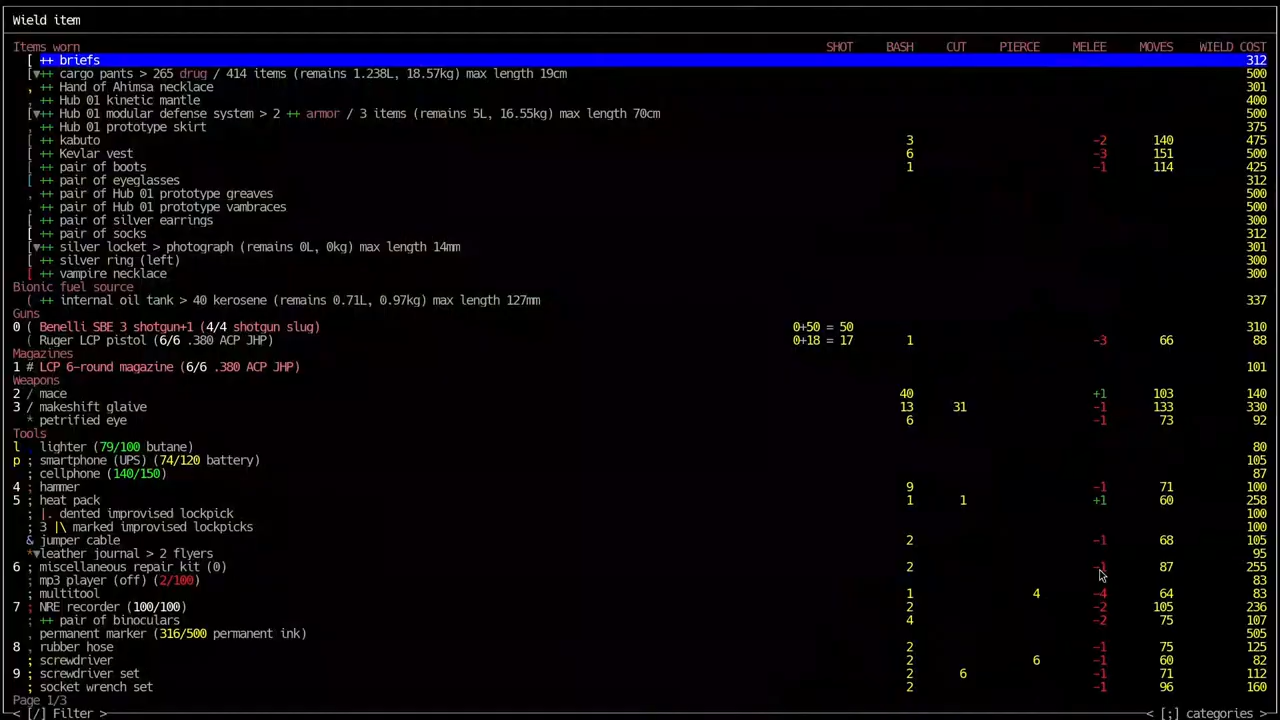 Wield item
Items worn SHOT BASH CUT PIERCE MELEE MOVES WIELD COST
[ ++ briefs 312
[▼++ cargo pants > 265 drug / 414 items (remains 1.238L, 18.57kg) max length 19cm 500
, ++ Hand of Ahimsa necklace 301
, ++ Hub 01 kinetic mantle 400
[▼++ Hub 01 modular defense system > 2 ++ armor / 3 items (remains 5L, 16.55kg) max length 70cm 500
, ++ Hub 01 prototype skirt 375
[ ++ kabuto 3 -2 140 475
[ ++ Kevlar vest 6 -3 151 500
[ ++ pair of boots 1 -1 114 425
[ ++ pair of eyeglasses 312
, ++ pair of Hub 01 prototype greaves 500
, ++ pair of Hub 01 prototype vambraces 500
[ ++ pair of silver earrings 300
[ ++ pair of socks 312
[▼++ silver locket > photograph (remains 0L, 0kg) max length 14mm 301
[ ++ silver ring (left) 300
[ ++ vampire necklace 300
Bionic fuel source
( ++ internal oil tank > 40 kerosene (remains 0.71L, 0.97kg) max length 127mm 337
Guns
0 ( Benelli SBE 3 shotgun+1 (4/4 shotgun slug) 0+50 = 50 310
( Ruger LCP pistol (6/6 .380 ACP JHP) 0+18 = 17 1 -3 66 88
Magazines
1 # LCP 6-round magazine (6/6 .380 ACP JHP) 101
Weapons
2 / mace 40 +1 103 140
3 / makeshift glaive 13 31 -1 133 330
* petrified eye 6 -1 73 92
Tools
l , lighter (79/100 butane) 80
p ; smartphone (UPS) (74/120 battery) 105
; cellphone (140/150) 87
4 ; hammer 9 -1 71 100
5 ; heat pack 1 1 +1 60 258
; |. dented improvised lockpick 100
; 3 |\ marked improvised lockpicks 100
& jumper cable 2 -1 68 105
*▼leather journal > 2 flyers 95
6 ; miscellaneous repair kit (0) 2 -1 87 255
; mp3 player (off) (2/100) 83
; multitool 1 4 -4 64 83
7 ; NRE recorder (100/100) 2 -2 105 236
; ++ pair of binoculars 4 -2 75 107
, permanent marker (316/500 permanent ink) 505
8 , rubber hose 2 -1 75 125
; screwdriver 2 6 -1 60 82
9 ; screwdriver set 2 6 -1 71 112
; socket wrench set 2 -1 96 160
Page 1/3
< [/] Filter > < [;] categories >